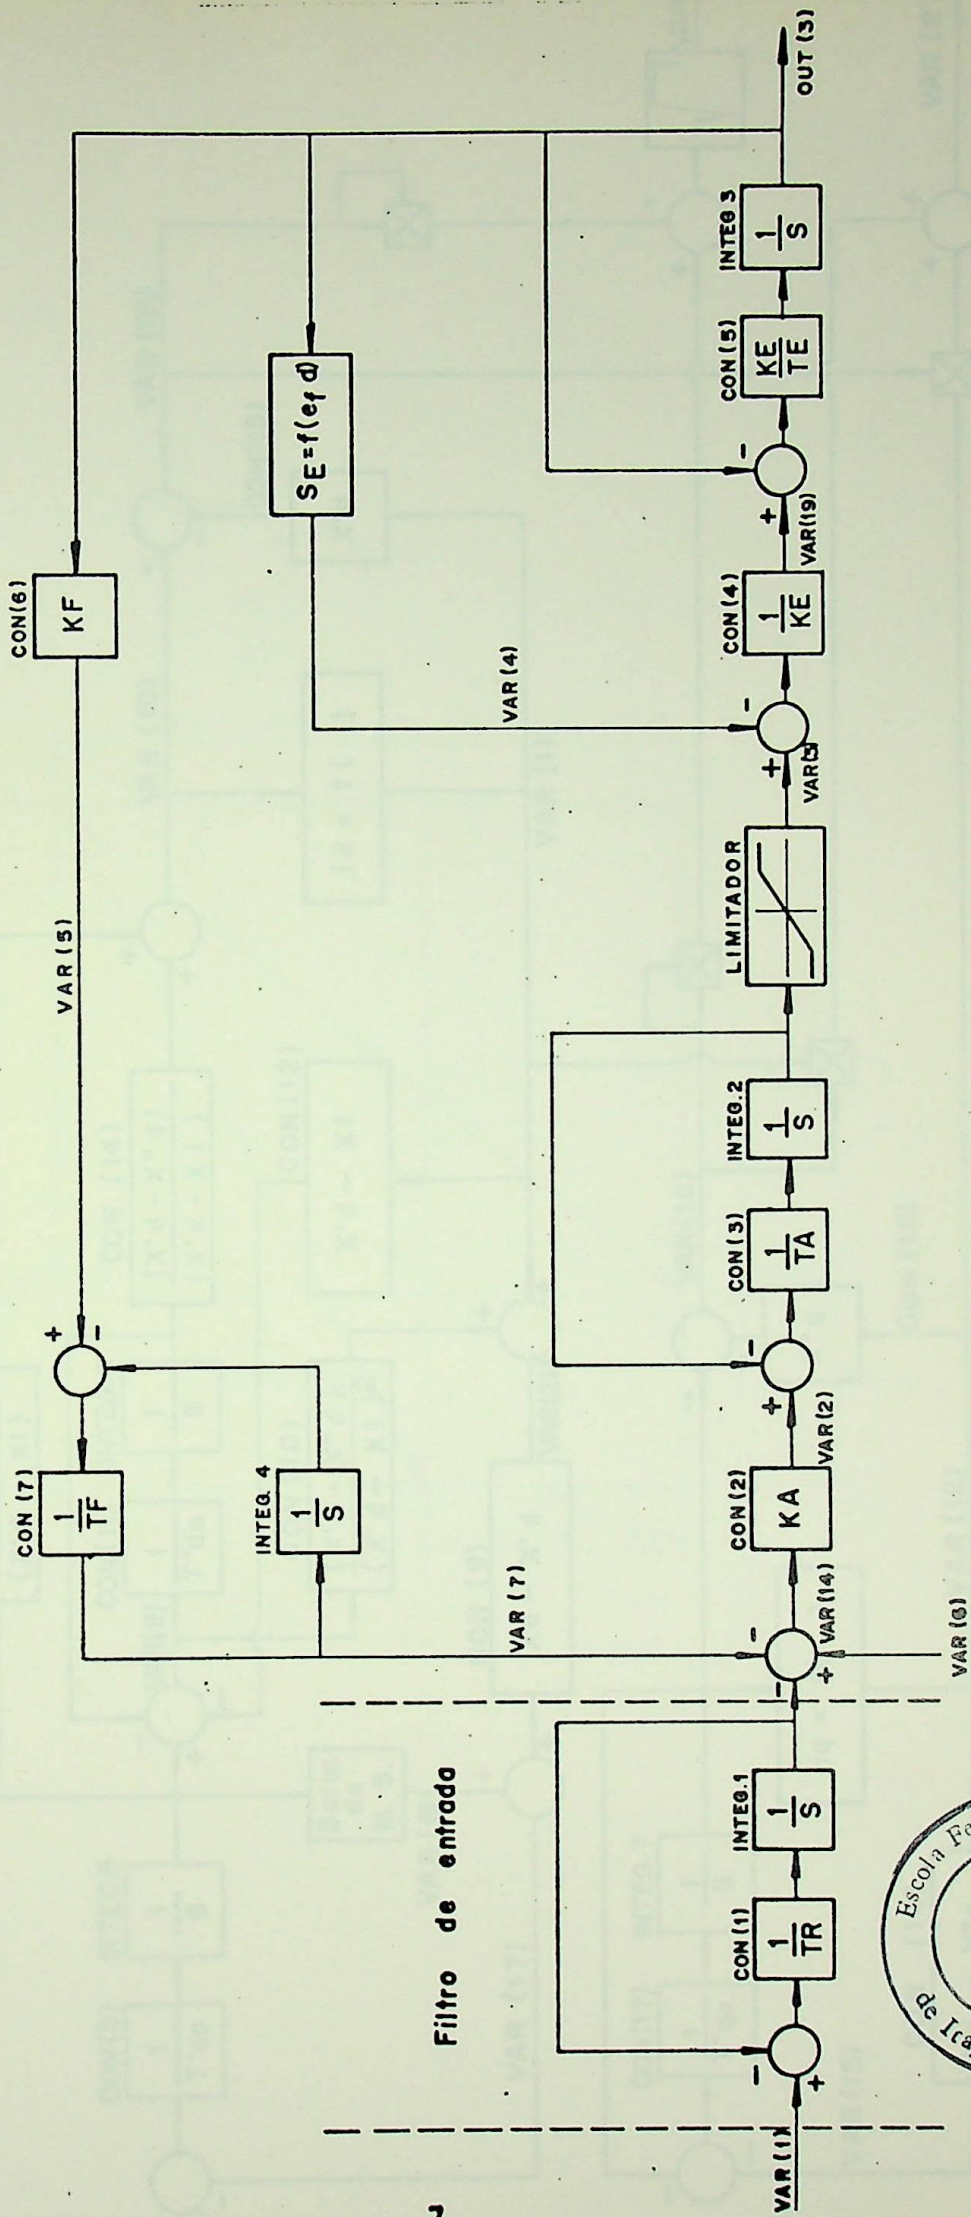 CON(6)
KF
VAR(5)
+
-
CON(7)
1
TF
INTEG. 4
1
S
VAR(7)
SE=f(efd)
VAR(4)
Filtro de entrada
VAR(1)
+
-
CON(1)
1
TR
INTEG.1
1
S
-
-
+
VAR(6)
VAR(14)
CON(2)
KA
VAR(2)
+
-
CON(3)
1
TA
INTEG.2
1
S
LIMITADOR
+
-
CON(4)
1
KE
VAR(19)
+
-
CON(5)
KE
TE
INTEG 3
1
S
OUT(3)
Escola
de